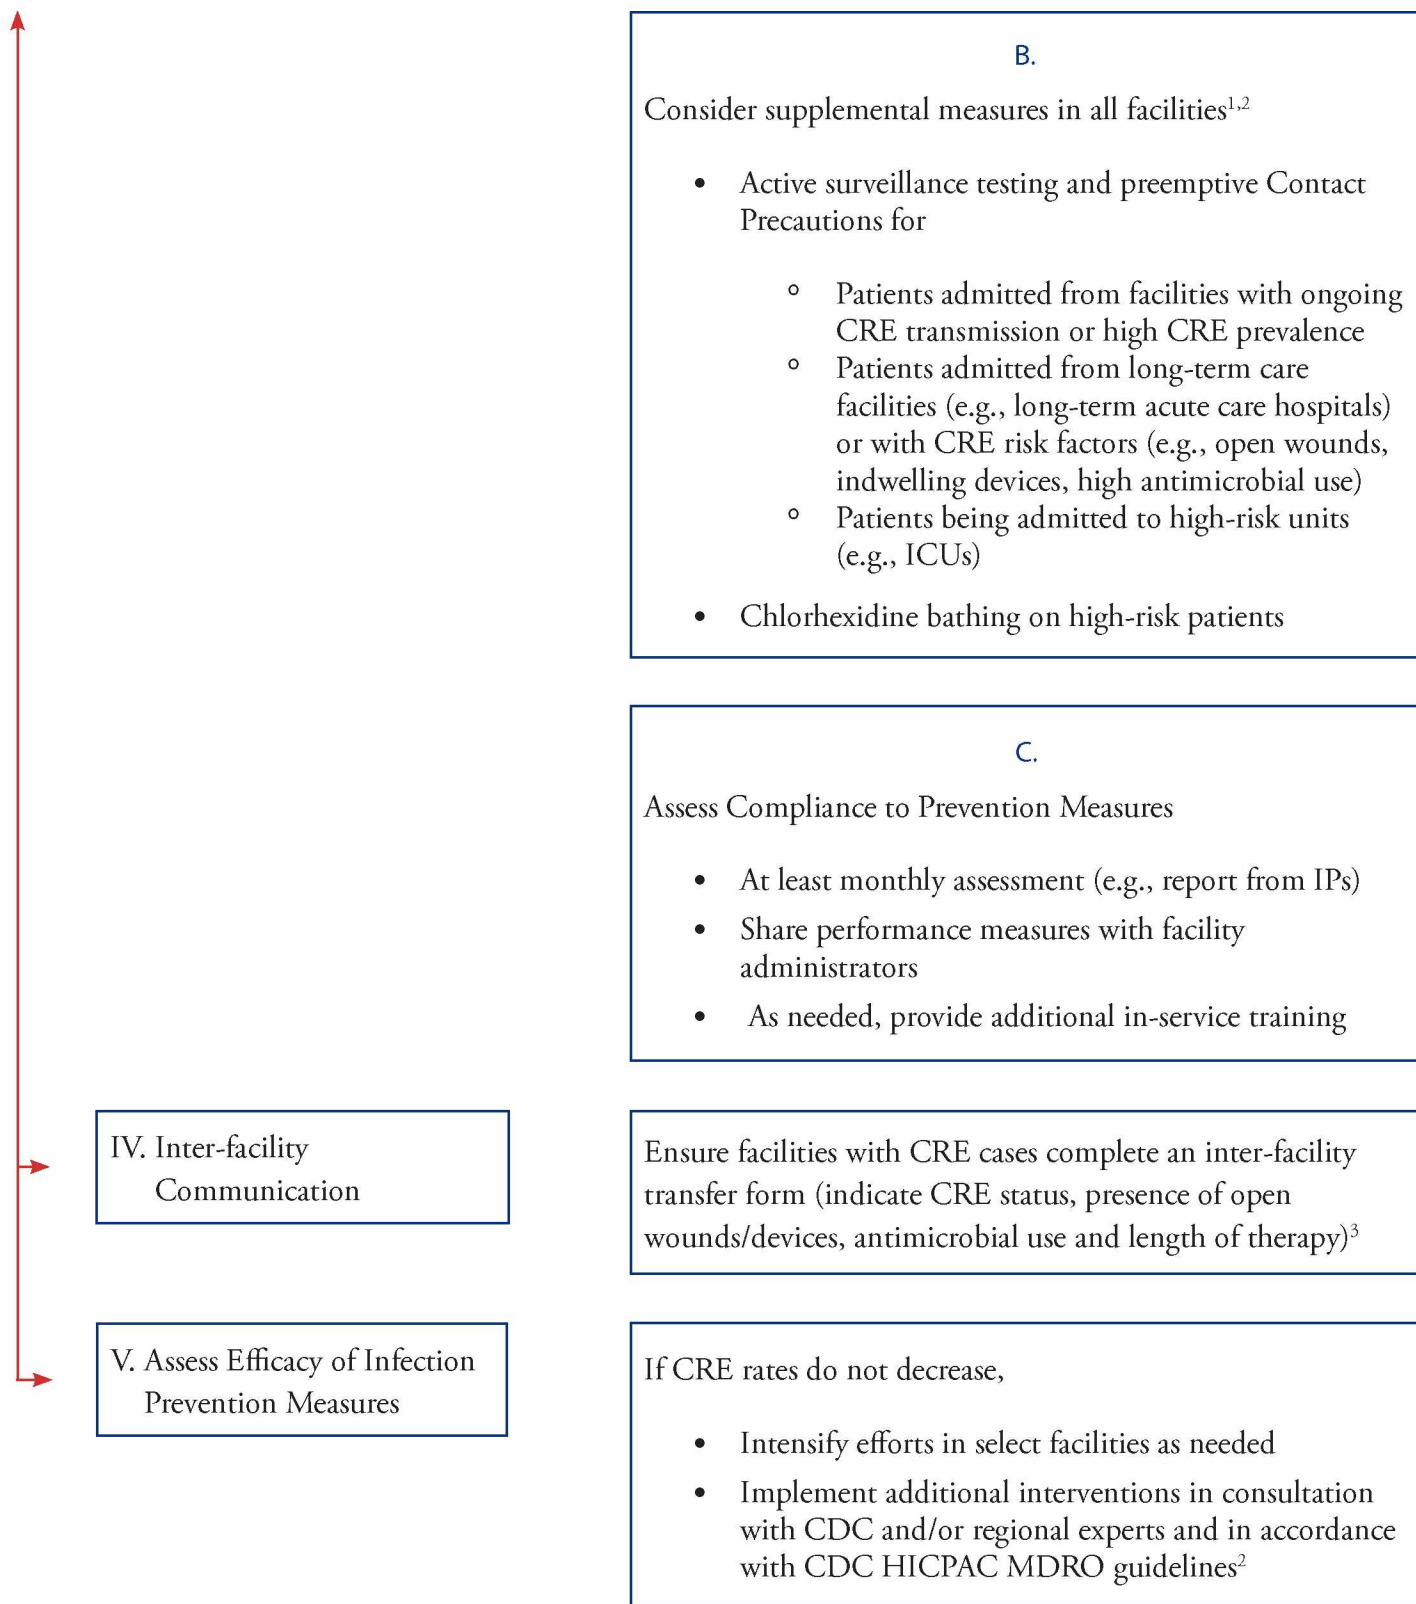 B.
Consider supplemental measures in all facilities1,2
• Active surveillance testing and preemptive Contact
Precautions for
° Patients admitted from facilities with ongoing
CRE transmission or high CRE prevalence
° Patients admitted from long-term care
facilities (e.g., long-term acute care hospitals)
or with CRE risk factors (e.g., open wounds,
indwelling devices, high antimicrobial use)
° Patients being admitted to high-risk units
(e.g., ICUs)
• Chlorhexidine bathing on high-risk patients
C.
Assess Compliance to Prevention Measures
• At least monthly assessment (e.g., report from IPs)
• Share performance measures with facility
administrators
• As needed, provide additional in-service training
IV. Inter-facility
Communication
Ensure facilities with CRE cases complete an inter-facility
transfer form (indicate CRE status, presence of open
wounds/devices, antimicrobial use and length of therapy)3
V. Assess Efficacy of Infection
Prevention Measures
If CRE rates do not decrease,
• Intensify efforts in select facilities as needed
• Implement additional interventions in consultation
with CDC and/or regional experts and in accordance
with CDC HICPAC MDRO guidelines2